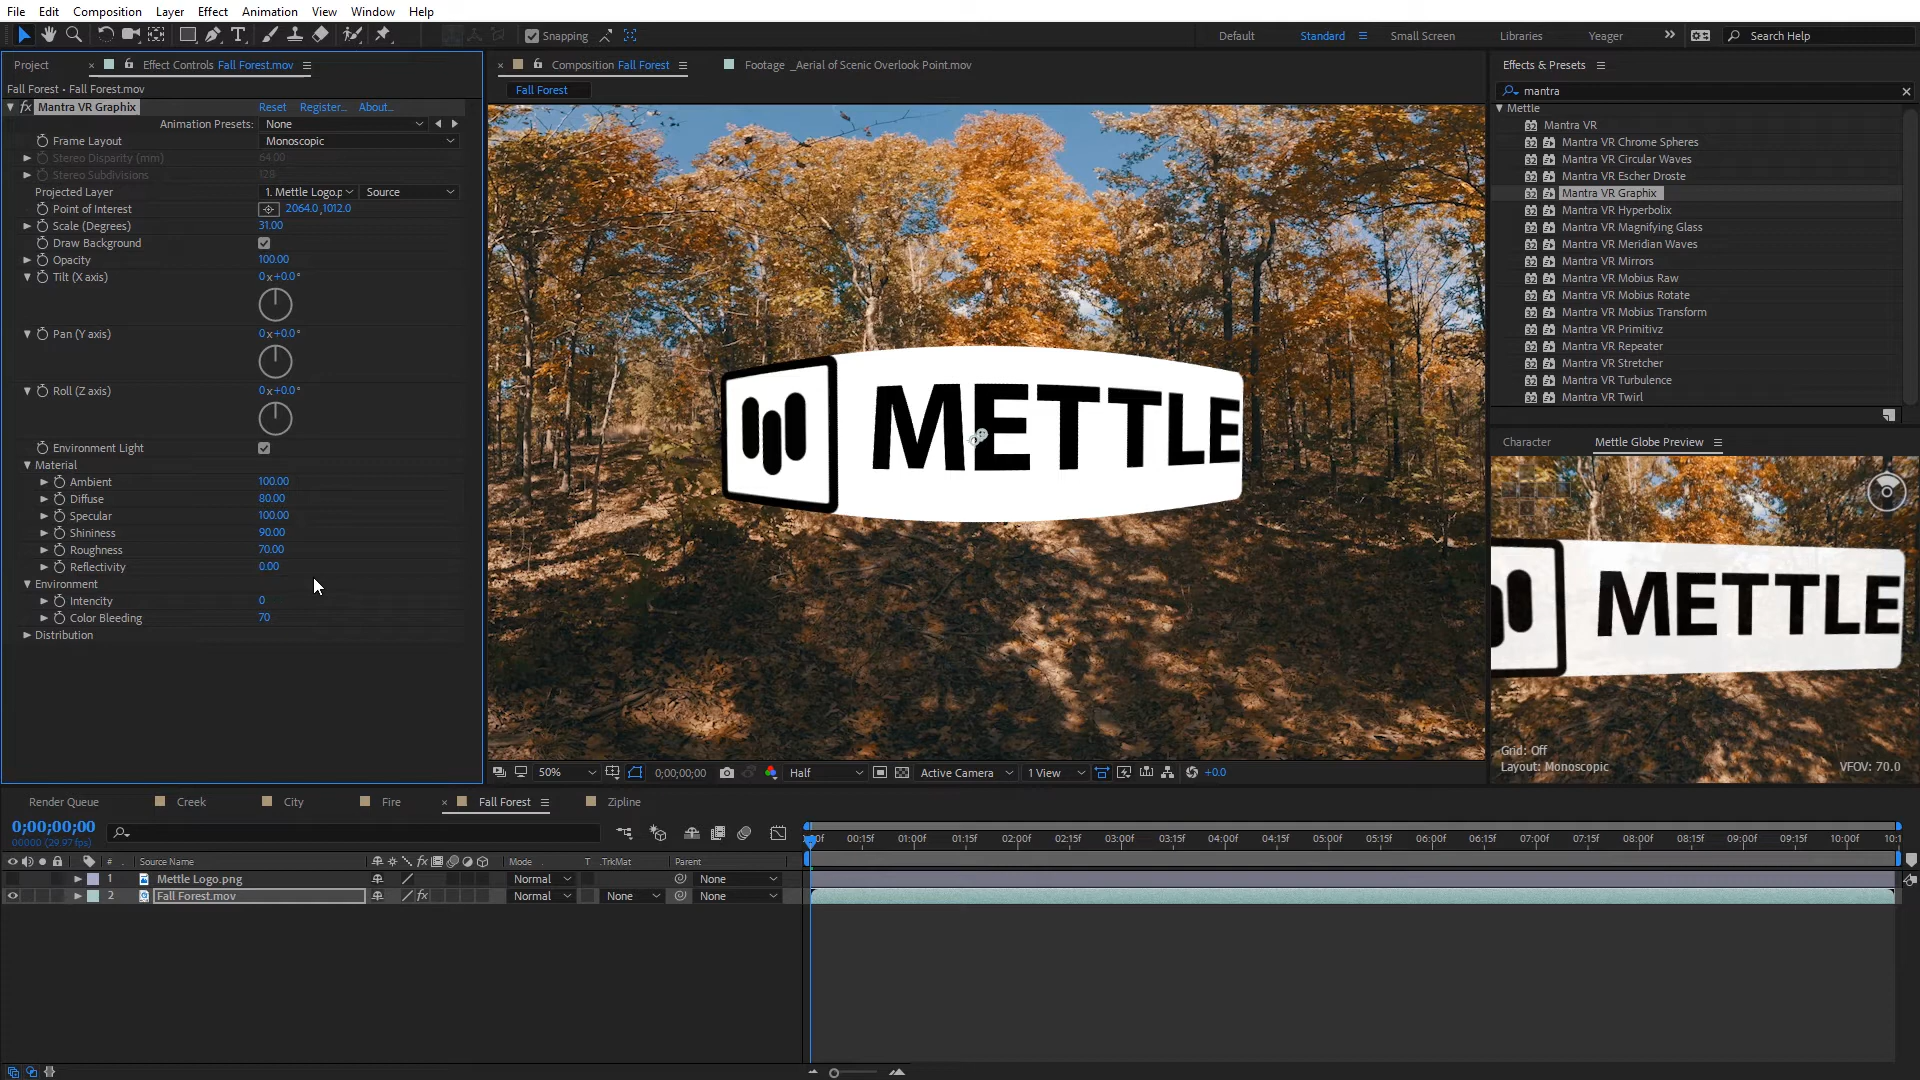 File Edit Composition Layer Effect Animation View Window Help
Snapping
Default Standard Small Screen Libraries Yeager Search Help
Project Effect Controls Fall Forest.mov
Fall Forest • Fall Forest.mov
fx Mantra VR Graphix Reset Register... About...
Animation Presets: None
Frame Layout Monoscopic
Stereo Disparity (mm) 64.00
Stereo Subdivisions 128
Projected Layer 1. Mettle Logo.p Source
Point of Interest 2064.0,1012.0
Scale (Degrees) 31.00
Draw Background
Opacity 100.00
Tilt (X axis) 0x+0.0°
Pan (Y axis) 0x+0.0°
Roll (Z axis) 0x+0.0°
Environment Light
Material
Ambient 100.00
Diffuse 80.00
Specular 100.00
Shininess 90.00
Roughness 70.00
Reflectivity 0.00
Environment
Intencity 0
Color Bleeding 70
Distribution
Composition Fall Forest Footage _Aerial of Scenic Overlook Point.mov
Fall Forest
METTLE
50% 0;00;00;00 Half Active Camera 1 View +0.0
Effects & Presets
mantra
Mettle
Mantra VR
Mantra VR Chrome Spheres
Mantra VR Circular Waves
Mantra VR Escher Droste
Mantra VR Graphix
Mantra VR Hyperbolix
Mantra VR Magnifying Glass
Mantra VR Meridian Waves
Mantra VR Mirrors
Mantra VR Mobius Raw
Mantra VR Mobius Rotate
Mantra VR Mobius Transform
Mantra VR Primitivz
Mantra VR Repeater
Mantra VR Stretcher
Mantra VR Turbulence
Mantra VR Twirl
Character Mettle Globe Preview
METTLE
Grid: Off
Layout: Monoscopic VFOV: 70.0
Render Queue Creek City Fire Fall Forest Zipline
0;00;00;00
00000 (29.97 fps)
00:15f 01:00f 01:15f 02:00f 02:15f 03:00f 03:15f 04:00f 04:15f 05:00f 05:15f 06:00f 06:15f 07:00f 07:15f 08:00f 08:15f 09:00f 09:15f 10:00f 10:1
# Source Name fx Mode T .TrkMat Parent
1 Mettle Logo.png Normal None
2 Fall Forest.mov fx Normal None None